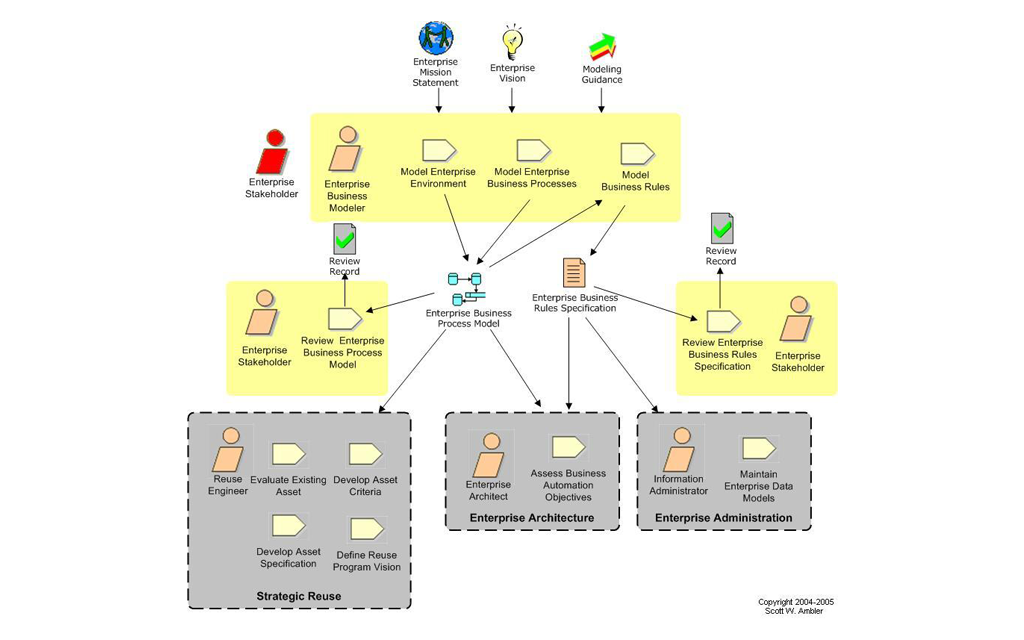 Enterprise
Mission
Statement
Enterprise
Vision
Modeling
Guidance
Enterprise
Stakeholder
Enterprise
Business
Modeler
Model Enterprise
Environment
Model Enterprise
Business Processes
Model
Business Rules
Review
Record
Review
Record
Enterprise
Stakeholder
Review  Enterprise
Business Process
Model
Enterprise Business
Process Model
Enterprise Business
Rules Specification
Review Enterprise
Business Rules
Specification
Enterprise
Stakeholder
Reuse
Engineer
Evaluate Existing
Asset
Develop Asset
Criteria
Develop Asset
Specification
Define Reuse
Program Vision
Strategic Reuse
Enterprise
Architect
Assess Business
Automation
Objectives
Enterprise Architecture
Information
Administrator
Maintain
Enterprise Data
Models
Enterprise Administration
Copyright 2004-2005
Scott W. Ambler